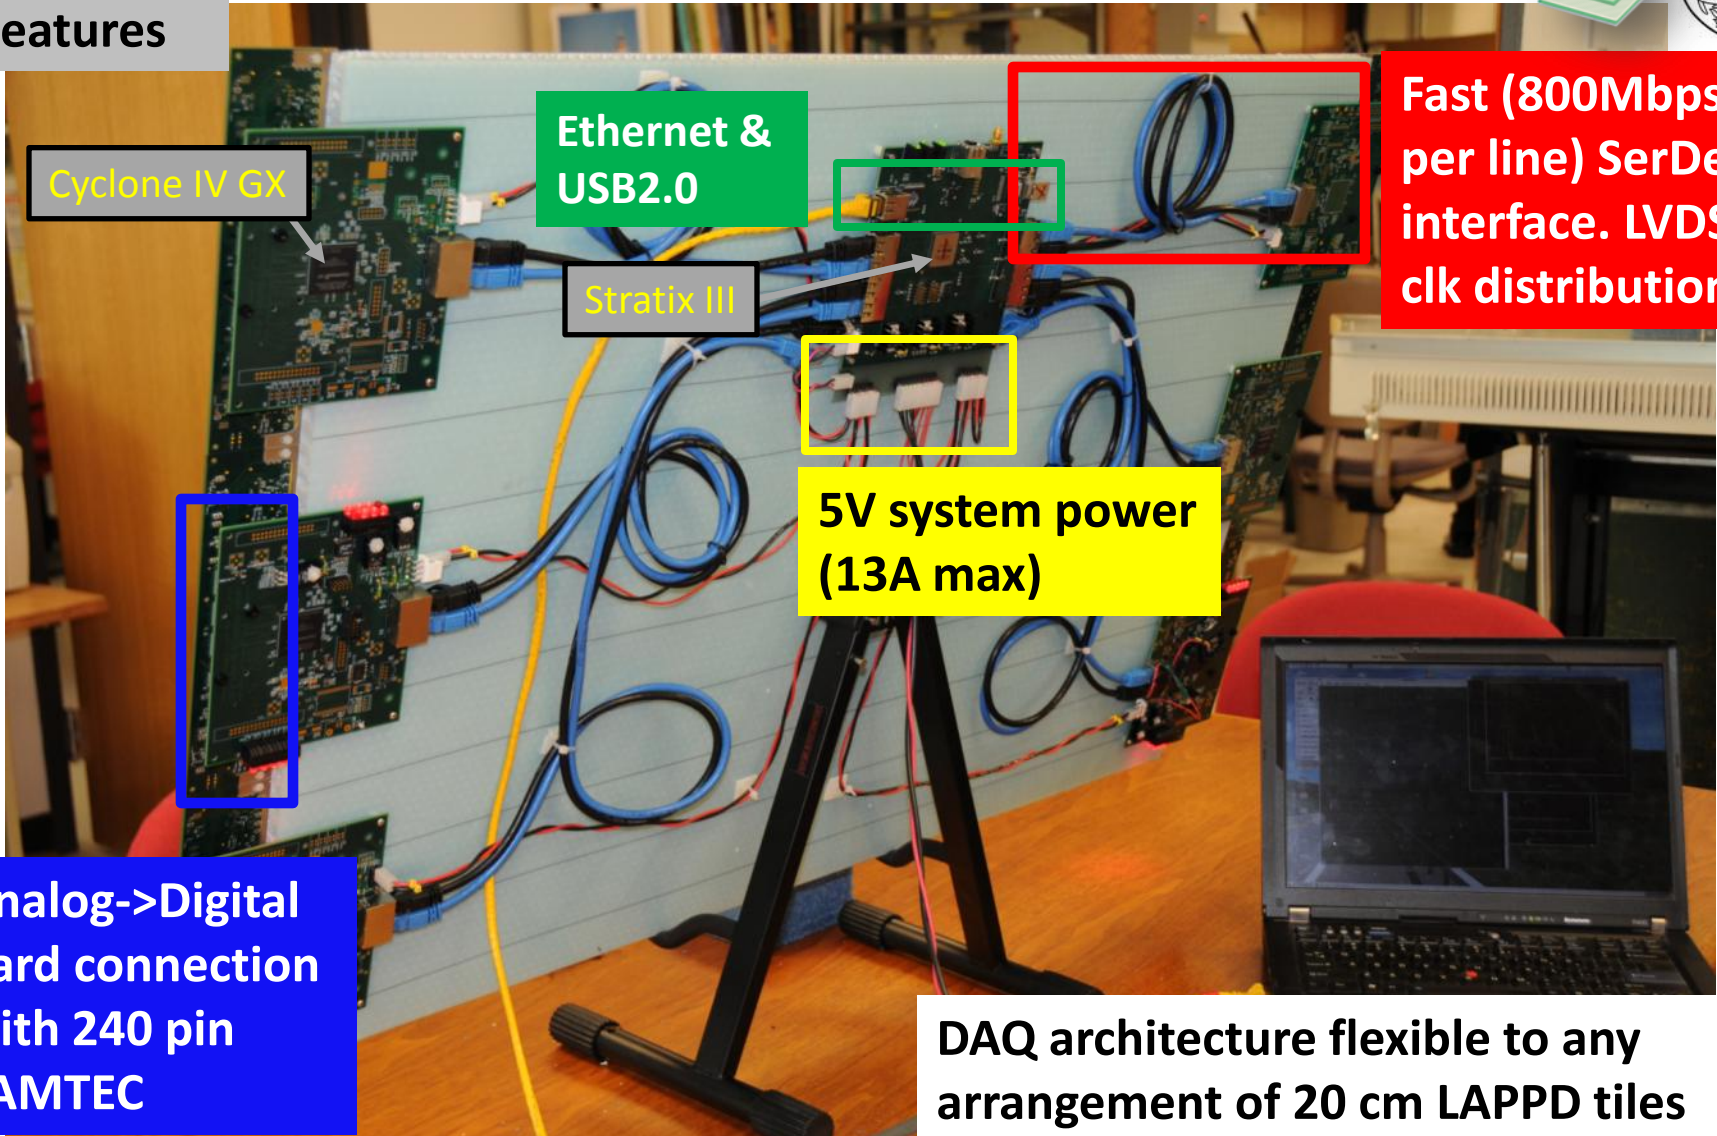 eatures
Ethernet &
USB2.0
Fast (800Mbps
per line) SerDe
interface. LVDS
clk distribution
Cyclone IV GX
Stratix III
5V system power
(13A max)
nalog->Digital
ard connection
ith 240 pin
AMTEC
DAQ architecture flexible to any
arrangement of 20 cm LAPPD tiles